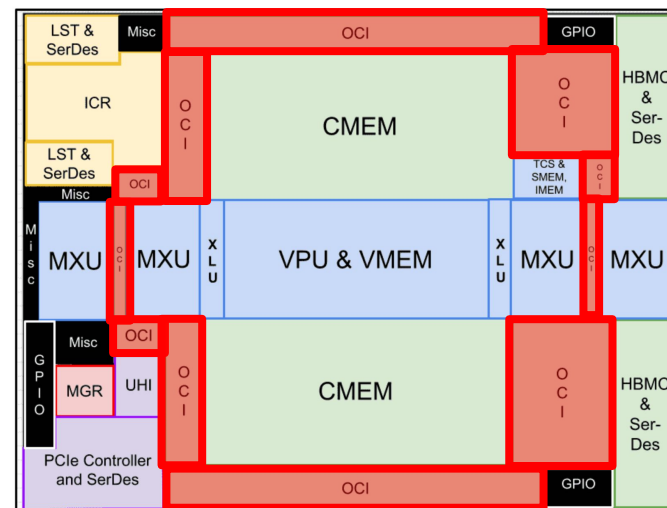 LST &
SerDes
Misc
OCI
GPIO
HBMC
&
Ser-
Des
ICR
O
C
I
CMEM
O
C
I
LST &
SerDes
OCI
TCS &
SMEM,
IMEM
O
C
I
Misc
M
i
s
c
MXU
O
C
I
MXU
X
L
U
VPU & VMEM
X
L
U
MXU
O
C
I
MXU
G
P
I
O
Misc
OCI
O
C
I
CMEM
O
C
I
HBMC
&
Ser-
Des
MGR
UHI
PCIe Controller
and SerDes
OCI
GPIO